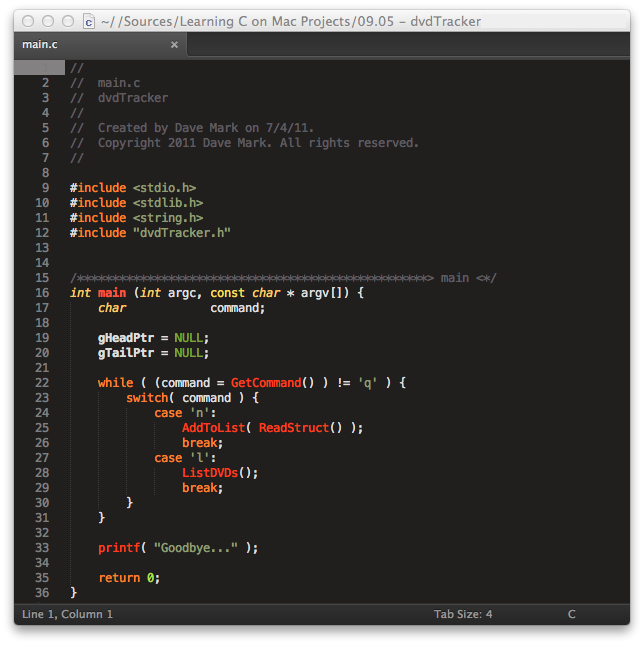 ~/ /Sources/Learning C on Mac Projects/09.05 – dvdTracker
main.c ×
1 //
2 //  main.c
3 //  dvdTracker
4 //
5 //  Created by Dave Mark on 7/4/11.
6 //  Copyright 2011 Dave Mark. All rights reserved.
7 //
8
9 #include <stdio.h>
10 #include <stdlib.h>
11 #include <string.h>
12 #include "dvdTracker.h"
13
14
15 /**************************************************> main <*/
16 int main (int argc, const char * argv[]) {
17     char            command;
18
19     gHeadPtr = NULL;
20     gTailPtr = NULL;
21
22     while ( (command = GetCommand() ) != 'q' ) {
23         switch( command ) {
24             case 'n':
25                 AddToList( ReadStruct() );
26                 break;
27             case 'l':
28                 ListDVDs();
29                 break;
30         }
31     }
32
33     printf( "Goodbye..." );
34
35     return 0;
36 }
Line 1, Column 1 Tab Size: 4 C